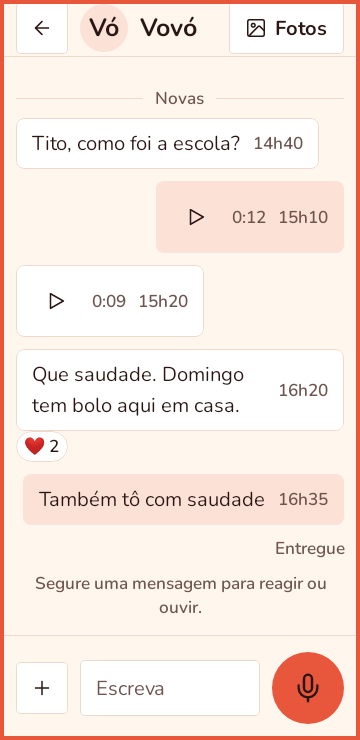 Vó Vovó Fotos
Novas
Tito, como foi a escola? 14h40
0:12 15h10
0:09 15h20
Que saudade. Domingo
tem bolo aqui em casa. 16h20
❤️ 2
Também tô com saudade 16h35
Entregue
Segure uma mensagem para reagir ou
ouvir.
Escreva